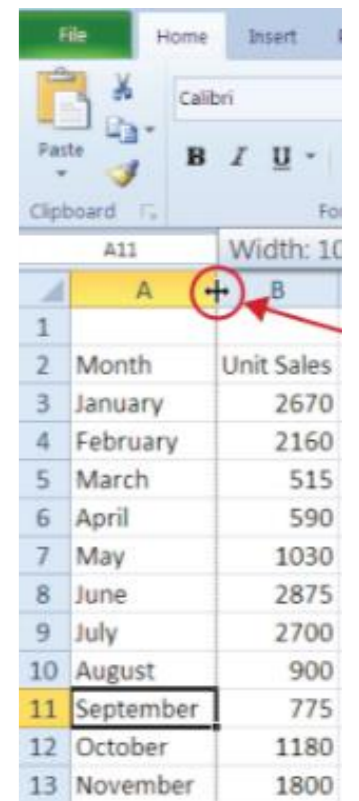 File Home Insert
Calibri
Paste
B I U
Clipboard
A11 Width: 10
A B
1
2 Month Unit Sales
3 January 2670
4 February 2160
5 March 515
6 April 590
7 May 1030
8 June 2875
9 July 2700
10 August 900
11 September 775
12 October 1180
13 November 1800